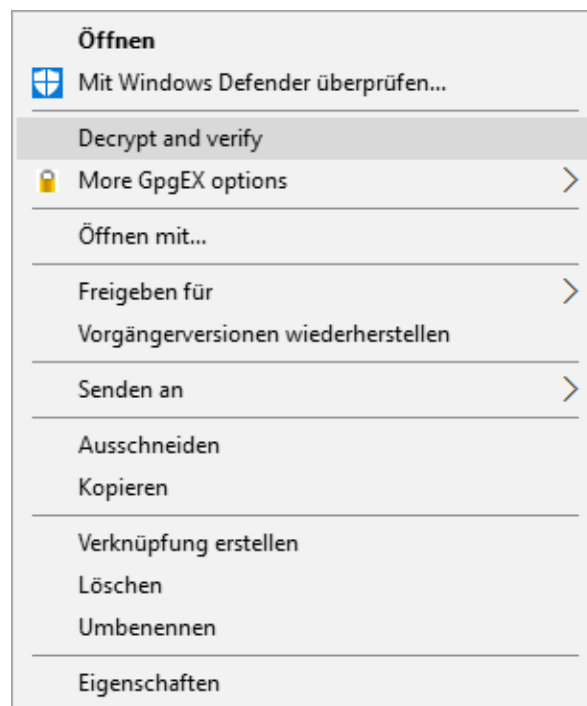 Öffnen
Mit Windows Defender überprüfen...
Decrypt and verify
More GpgEX options
Öffnen mit...
Freigeben für
Vorgängerversionen wiederherstellen
Senden an
Ausschneiden
Kopieren
Verknüpfung erstellen
Löschen
Umbenennen
Eigenschaften